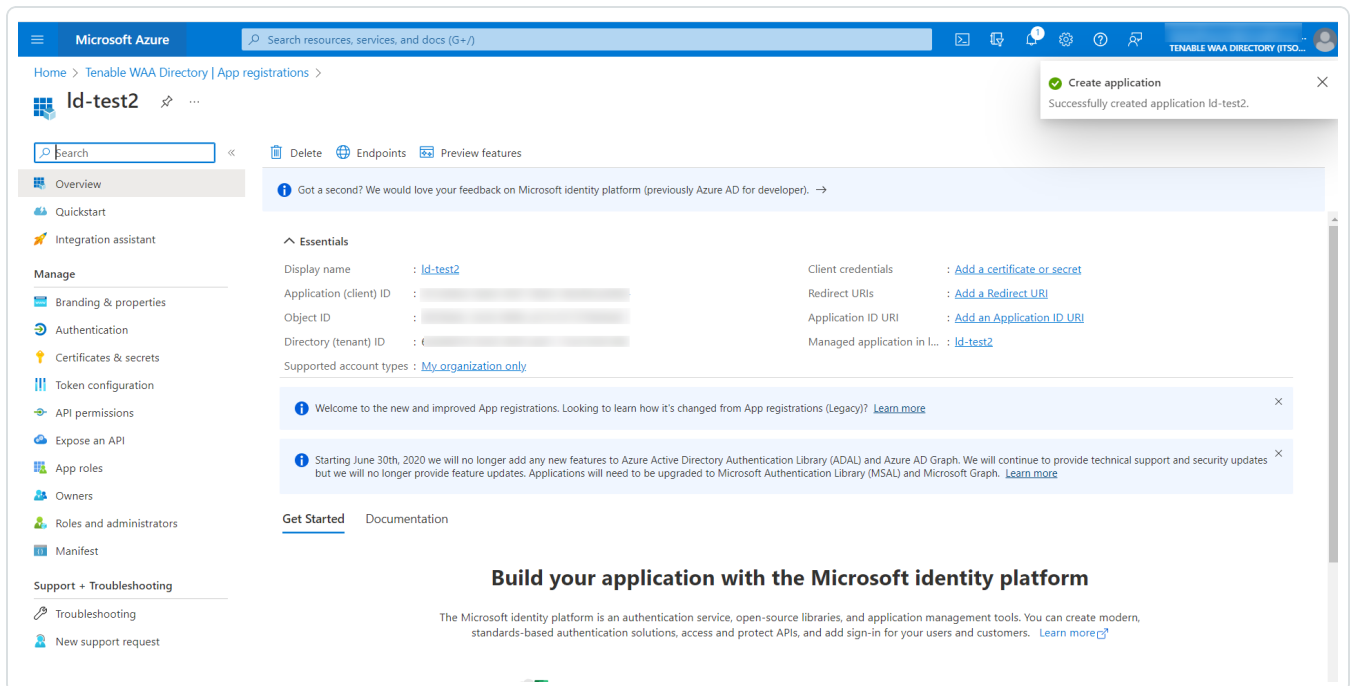 Microsoft Azure
Search resources, services, and docs (G+/)
1
TENABLE WAA DIRECTORY (ITSO...
Home > Tenable WAA Directory | App registrations >
ld-test2
...
Create application
Successfully created application ld-test2.
Search
«
Delete
Endpoints
Preview features
Overview
Quickstart
Integration assistant
Manage
Branding & properties
Authentication
Certificates & secrets
Token configuration
API permissions
Expose an API
App roles
Owners
Roles and administrators
Manifest
Support + Troubleshooting
Troubleshooting
New support request
Got a second? We would love your feedback on Microsoft identity platform (previously Azure AD for developer). →
Essentials
Display name : ld-test2
Application (client) ID :
Object ID :
Directory (tenant) ID :
Supported account types : My organization only
Client credentials : Add a certificate or secret
Redirect URIs : Add a Redirect URI
Application ID URI : Add an Application ID URI
Managed application in l... : ld-test2
Welcome to the new and improved App registrations. Looking to learn how it's changed from App registrations (Legacy)? Learn more
Starting June 30th, 2020 we will no longer add any new features to Azure Active Directory Authentication Library (ADAL) and Azure AD Graph. We will continue to provide technical support and security updates
but we will no longer provide feature updates. Applications will need to be upgraded to Microsoft Authentication Library (MSAL) and Microsoft Graph. Learn more
Get Started
Documentation
Build your application with the Microsoft identity platform
The Microsoft identity platform is an authentication service, open-source libraries, and application management tools. You can create modern,
standards-based authentication solutions, access and protect APIs, and add sign-in for your users and customers. Learn more